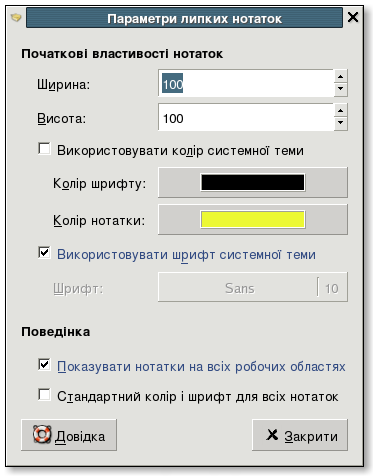 Параметри липких нотаток
Початкові властивості нотаток
Ширина: 100
Висота: 100
Використовувати колір системної теми
Колір шрифту:
Колір нотатки:
Використовувати шрифт системної теми
Шрифт: Sans 10
Поведінка
Показувати нотатки на всіх робочих областях
Стандартний колір і шрифт для всіх нотаток
Довідка Закрити